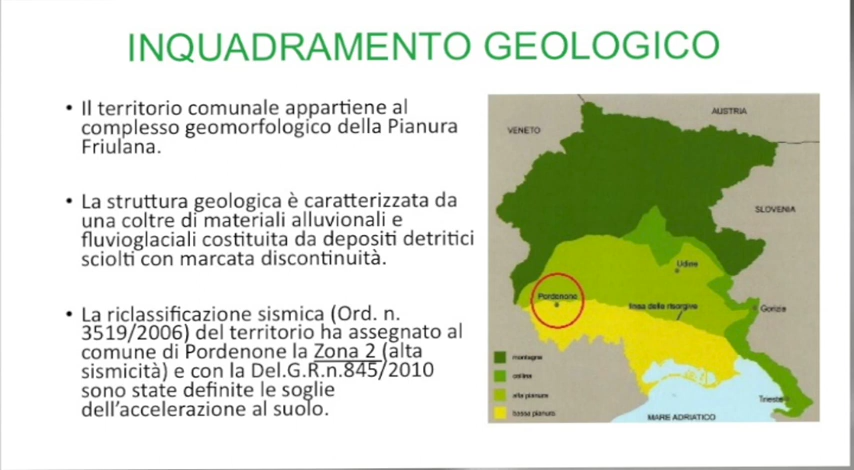 INQUADRAMENTO GEOLOGICO
• Il territorio comunale appartiene al
complesso geomorfologico della Pianura
Friulana.
• La struttura geologica è caratterizzata da
una coltre di materiali alluvionali e
fluvioglaciali costituita da depositi detritici
sciolti con marcata discontinuità.
• La riclassificazione sismica (Ord. n.
3519/2006) del territorio ha assegnato al
comune di Pordenone la Zona 2 (alta
sismicità) e con la Del.G.R.n.845/2010
sono state definite le soglie
dell'accelerazione al suolo.
AUSTRIA
VENETO
SLOVENIA
Udine
Pordenone
linea delle risorgive
Gorizia
montagna
collina
alta pianura
bassa pianura
Trieste
MARE ADRIATICO